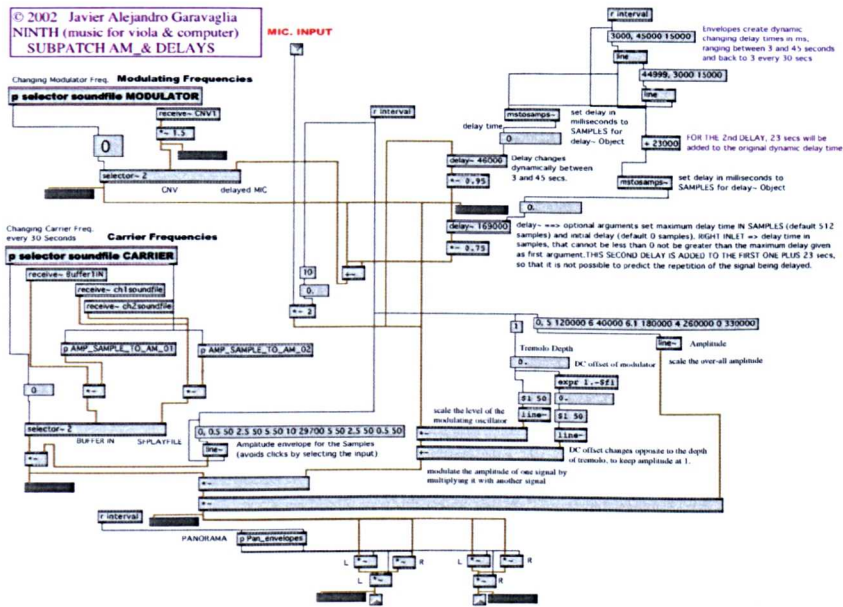 © 2002 Javier Alejandro Garavaglia
NINTH (music for viola & computer)
SUBPATCH AM_& DELAYS
MIC. INPUT
r interval
3000, 45000 15000
Envelopes create dynamic
changing delay times in ms,
ranging between 3 and 45 seconds
and back to 3 every 30 secs
line
44999, 3000 15000
line
Changing Modulator Freq. Modulating Frequencies
p selector soundfile MODULATOR
receive~ CNV1
*~ 1.5
0
selector~ 2
CNV delayed MIC
r interval
mstosamps~
set delay in
milliseconds to
SAMPLES for
delay~ Object
delay time
0
+ 23000
FOR THE 2nd DELAY, 23 secs will be
added to the original dynamic delay time
delay~ 46000
Delay changes
dynamically between
3 and 45 secs.
*~ 0.95
mstosamps~
set delay in milliseconds to
SAMPLES for delay~ Object
0.
delay~ 169000
*~ 0.75
delay~ ==> optional arguments set maximum delay time IN SAMPLES (default 512
samples) and initial delay (default 0 samples). RIGHT INLET => delay time in
samples, that cannot be less than 0 not be greater than the maximum delay given
as first argument.THIS SECOND DELAY IS ADDED TO THE FIRST ONE PLUS 23 secs,
so that it is not possible to predict the repetition of the signal being delayed.
Changing Carrier Freq.
every 30 Seconds Carrier Frequencies
p selector soundfile CARRIER
receive~ Buffer1IN
receive~ ch1soundfile
receive~ ch2soundfile
10
0.
*~ 2
+~
p AMP_SAMPLE_TO_AM_01
p AMP_SAMPLE_TO_AM_02
1
0, 5 120000 6 40000 6.1 180000 4 260000 0 330000
line~
Amplitude
scale the over-all amplitude
Tremolo Depth
0.
DC offset of modulator
expr 1.-$f1
$1 50
0.
line~
$1 50
line~
0
*~
*~
selector~ 2
BUFFER IN SFPLAYFILE
0, 0.5 50 2.5 50 5 50 10 29700 5 50 2.5 50 0.5 50
line~
Amplitude envelope for the Samples
(avoids clicks by selecting the input)
scale the level of the
modulating oscillator
*~
+~
DC offset changes opposite to the depth
of tremolo, to keep amplitude at 1.
*~
modulate the amplitude of one signal by
multiplying it with another signal
*~
*~
r interval
PANORAMA
p Pan_envelopes
L *~ *~ R
L *~ *~ R
L *~
*~ R